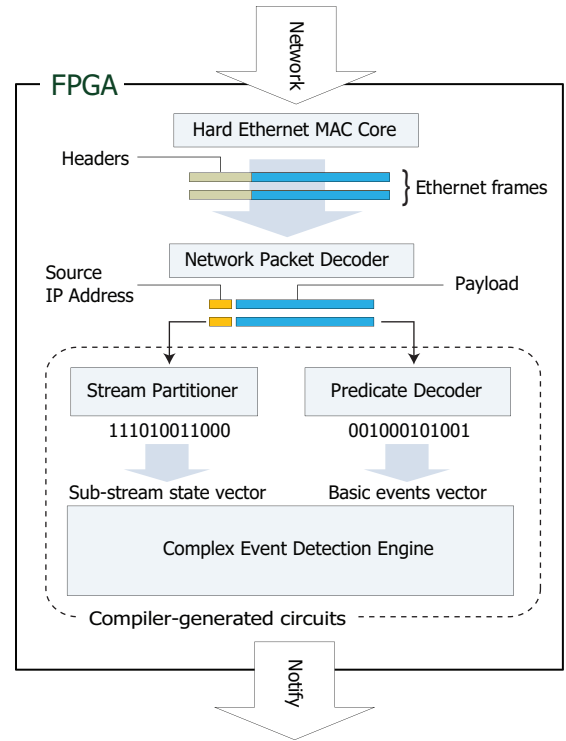 Network
FPGA
Hard Ethernet MAC Core
Headers
} Ethernet frames
Network Packet Decoder
Source
IP Address
Payload
Stream Partitioner
Predicate Decoder
111010011000
001000101001
Sub-stream state vector
Basic events vector
Complex Event Detection Engine
Compiler-generated circuits
Notify